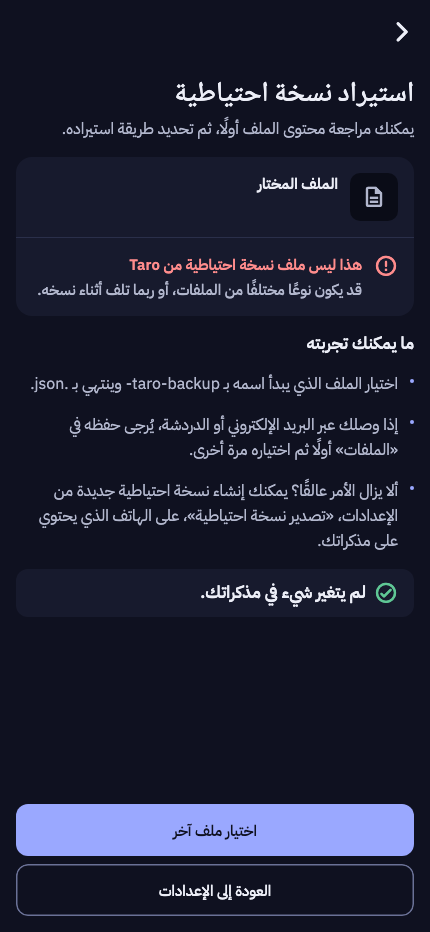 استيراد نسخة احتياطية
يمكنك مراجعة محتوى الملف أولًا، ثم تحديد طريقة استيراده.
الملف المختار
هذا ليس ملف نسخة احتياطية من Taro
قد يكون نوعًا مختلفًا من الملفات، أو ربما تلف أثناء نسخه.
ما يمكنك تجربته
• اختيار الملف الذي يبدأ اسمه بـ taro-backup- وينتهي بـ .json.
• إذا وصلك عبر البريد الإلكتروني أو الدردشة، يُرجى حفظه في
«الملفات» أولًا ثم اختياره مرة أخرى.
• ألا يزال الأمر عالقًا؟ يمكنك إنشاء نسخة احتياطية جديدة من
الإعدادات، «تصدير نسخة احتياطية»، على الهاتف الذي يحتوي
على مذكراتك.
لم يتغير شيء في مذكراتك.
اختيار ملف آخر
العودة إلى الإعدادات